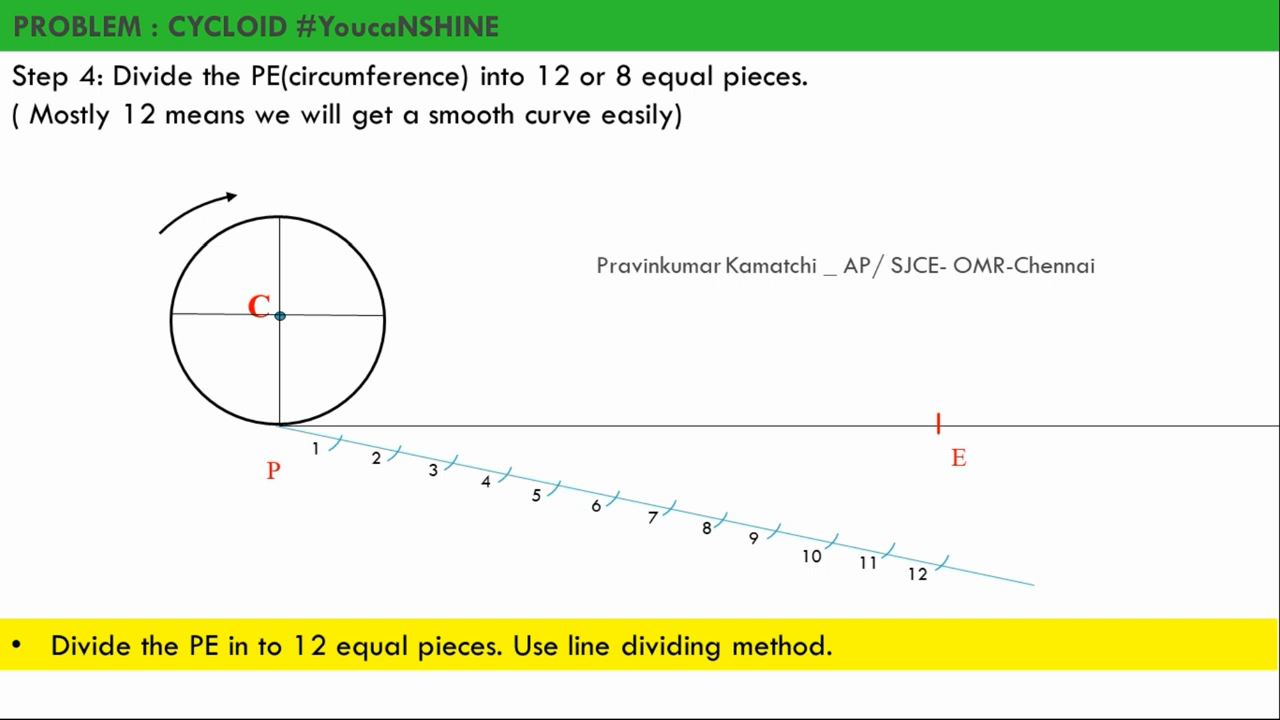 PROBLEM : CYCLOID #YoucaNSHINE
Step 4: Divide the PE(circumference) into 12 or 8 equal pieces.
( Mostly 12 means we will get a smooth curve easily)
Pravinkumar Kamatchi _ AP/ SJCE- OMR-Chennai
C
P
E
1
2
3
4
5
6
7
8
9
10
11
12
• Divide the PE in to 12 equal pieces. Use line dividing method.